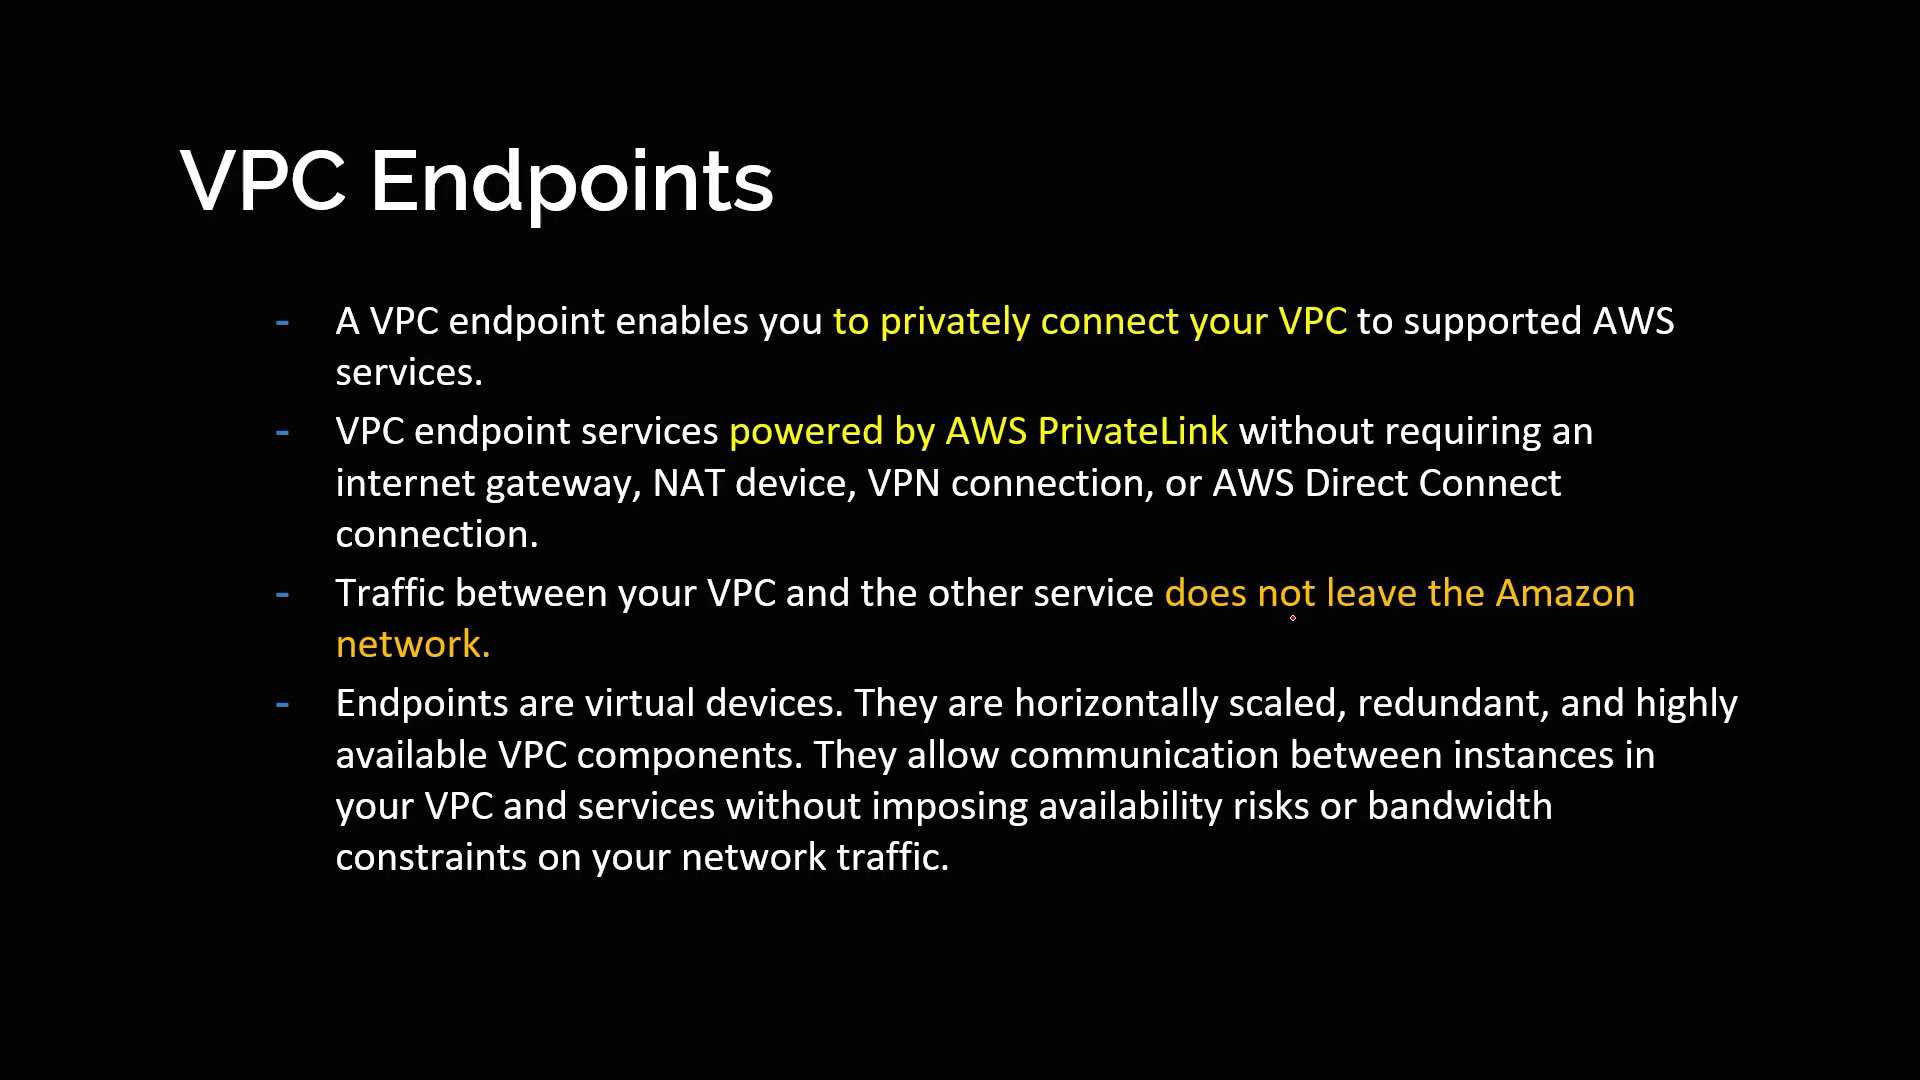 VPC Endpoints
- A VPC endpoint enables you to privately connect your VPC to supported AWS
services.
- VPC endpoint services powered by AWS PrivateLink without requiring an
internet gateway, NAT device, VPN connection, or AWS Direct Connect
connection.
- Traffic between your VPC and the other service does not leave the Amazon
network.
- Endpoints are virtual devices. They are horizontally scaled, redundant, and highly
available VPC components. They allow communication between instances in
your VPC and services without imposing availability risks or bandwidth
constraints on your network traffic.